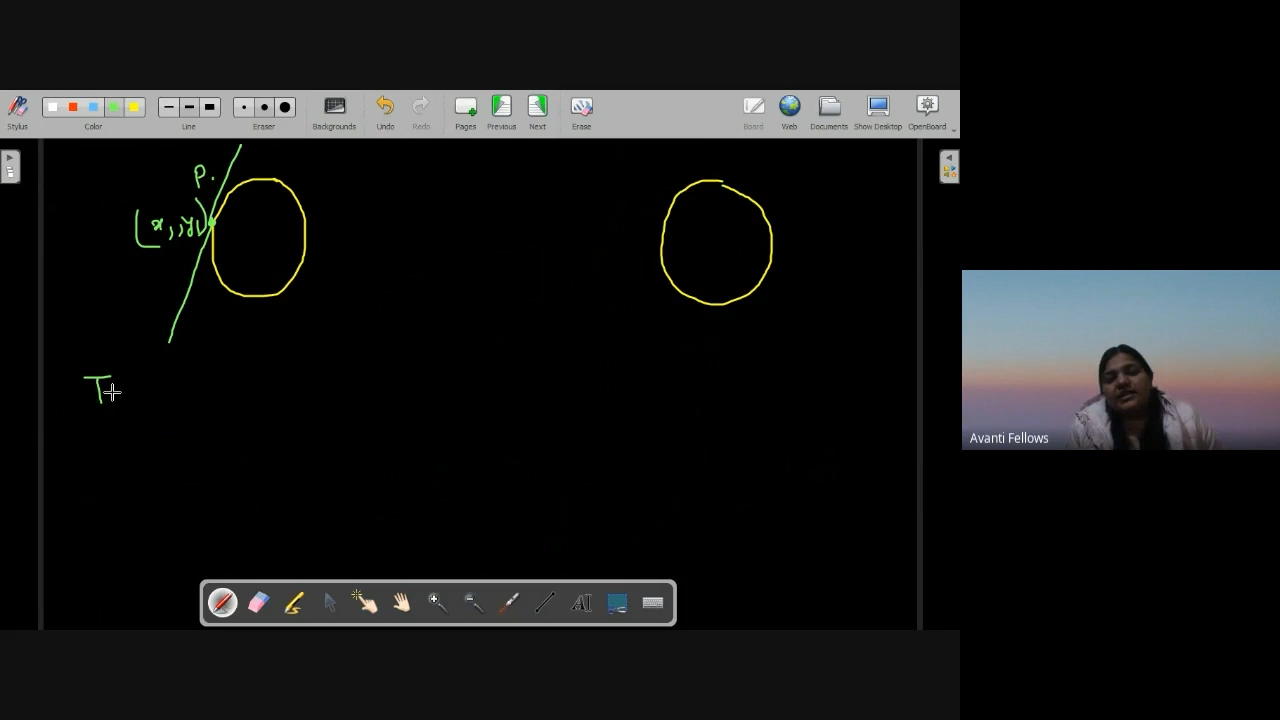 Stylus
Color
Line
Eraser
Backgrounds
Undo
Redo
Pages
Previous
Next
Erase
Board
Web
Documents
Show Desktop
OpenBoard
P.
(x₁, y₁)
T
AI
Avanti Fellows